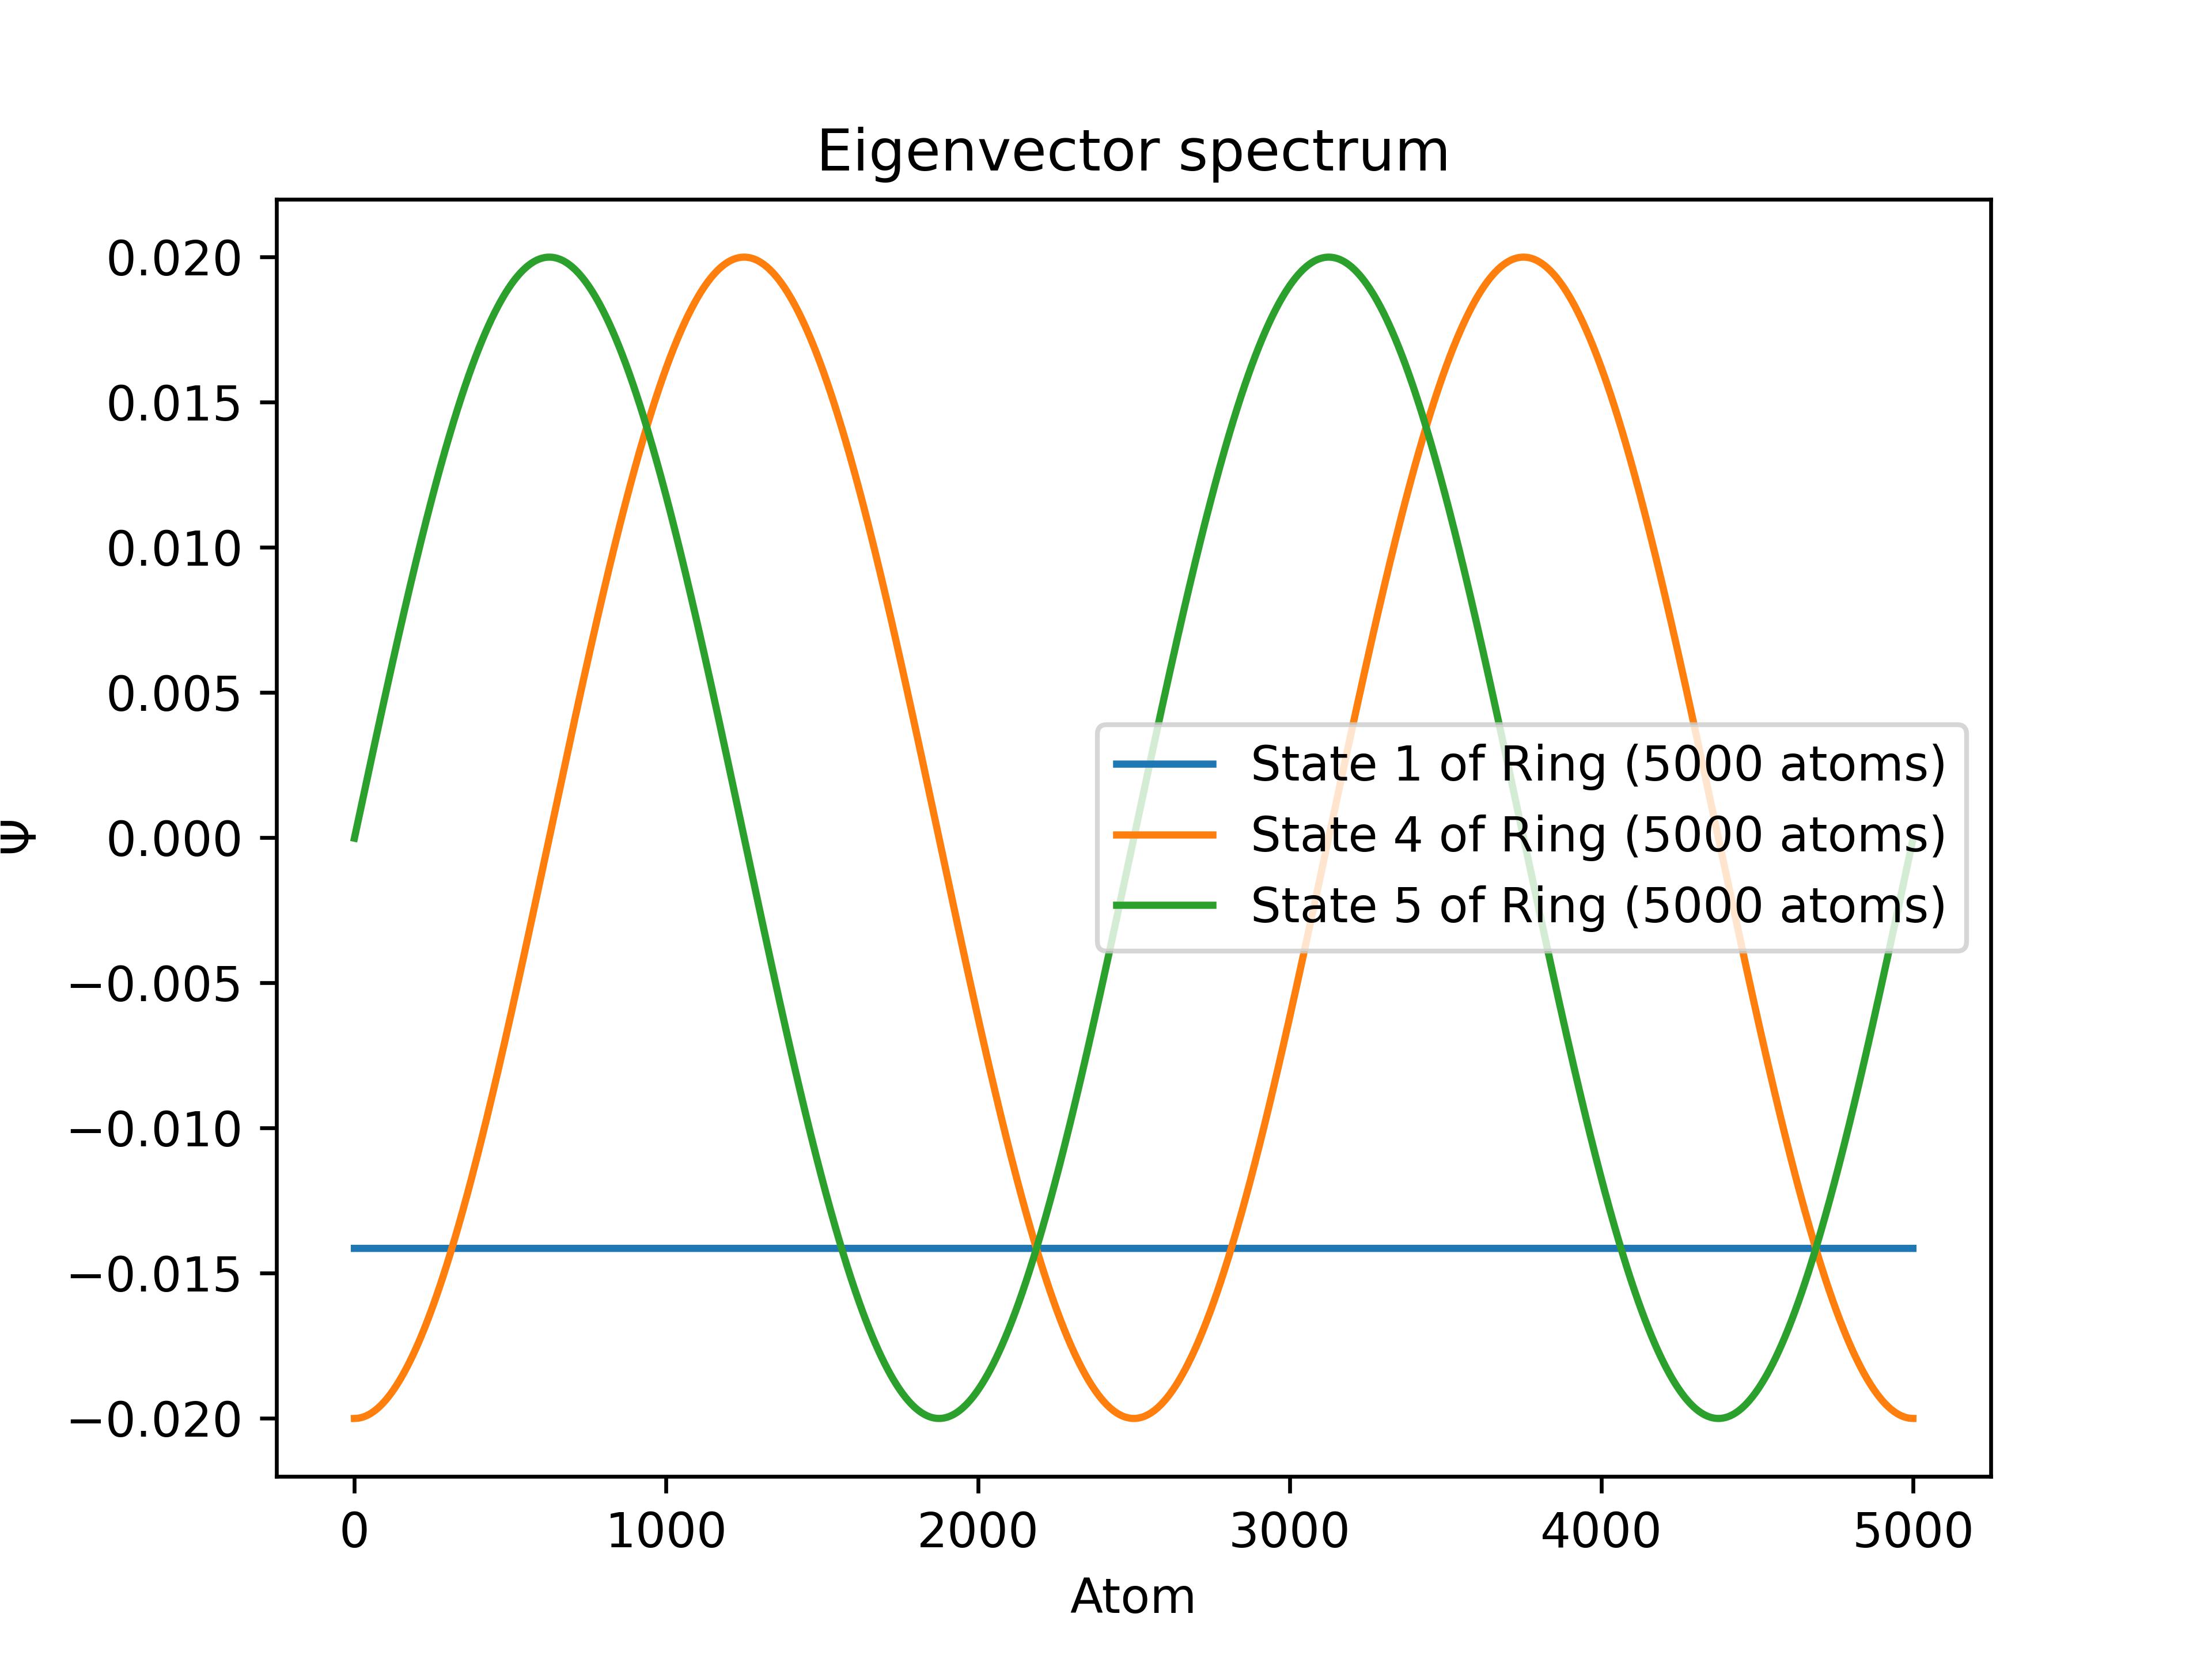 Eigenvector spectrum
0.020
0.015
0.010
0.005
0.000
−0.005
−0.010
−0.015
−0.020
ψ
State 1 of Ring (5000 atoms)
State 4 of Ring (5000 atoms)
State 5 of Ring (5000 atoms)
0 1000 2000 3000 4000 5000
Atom